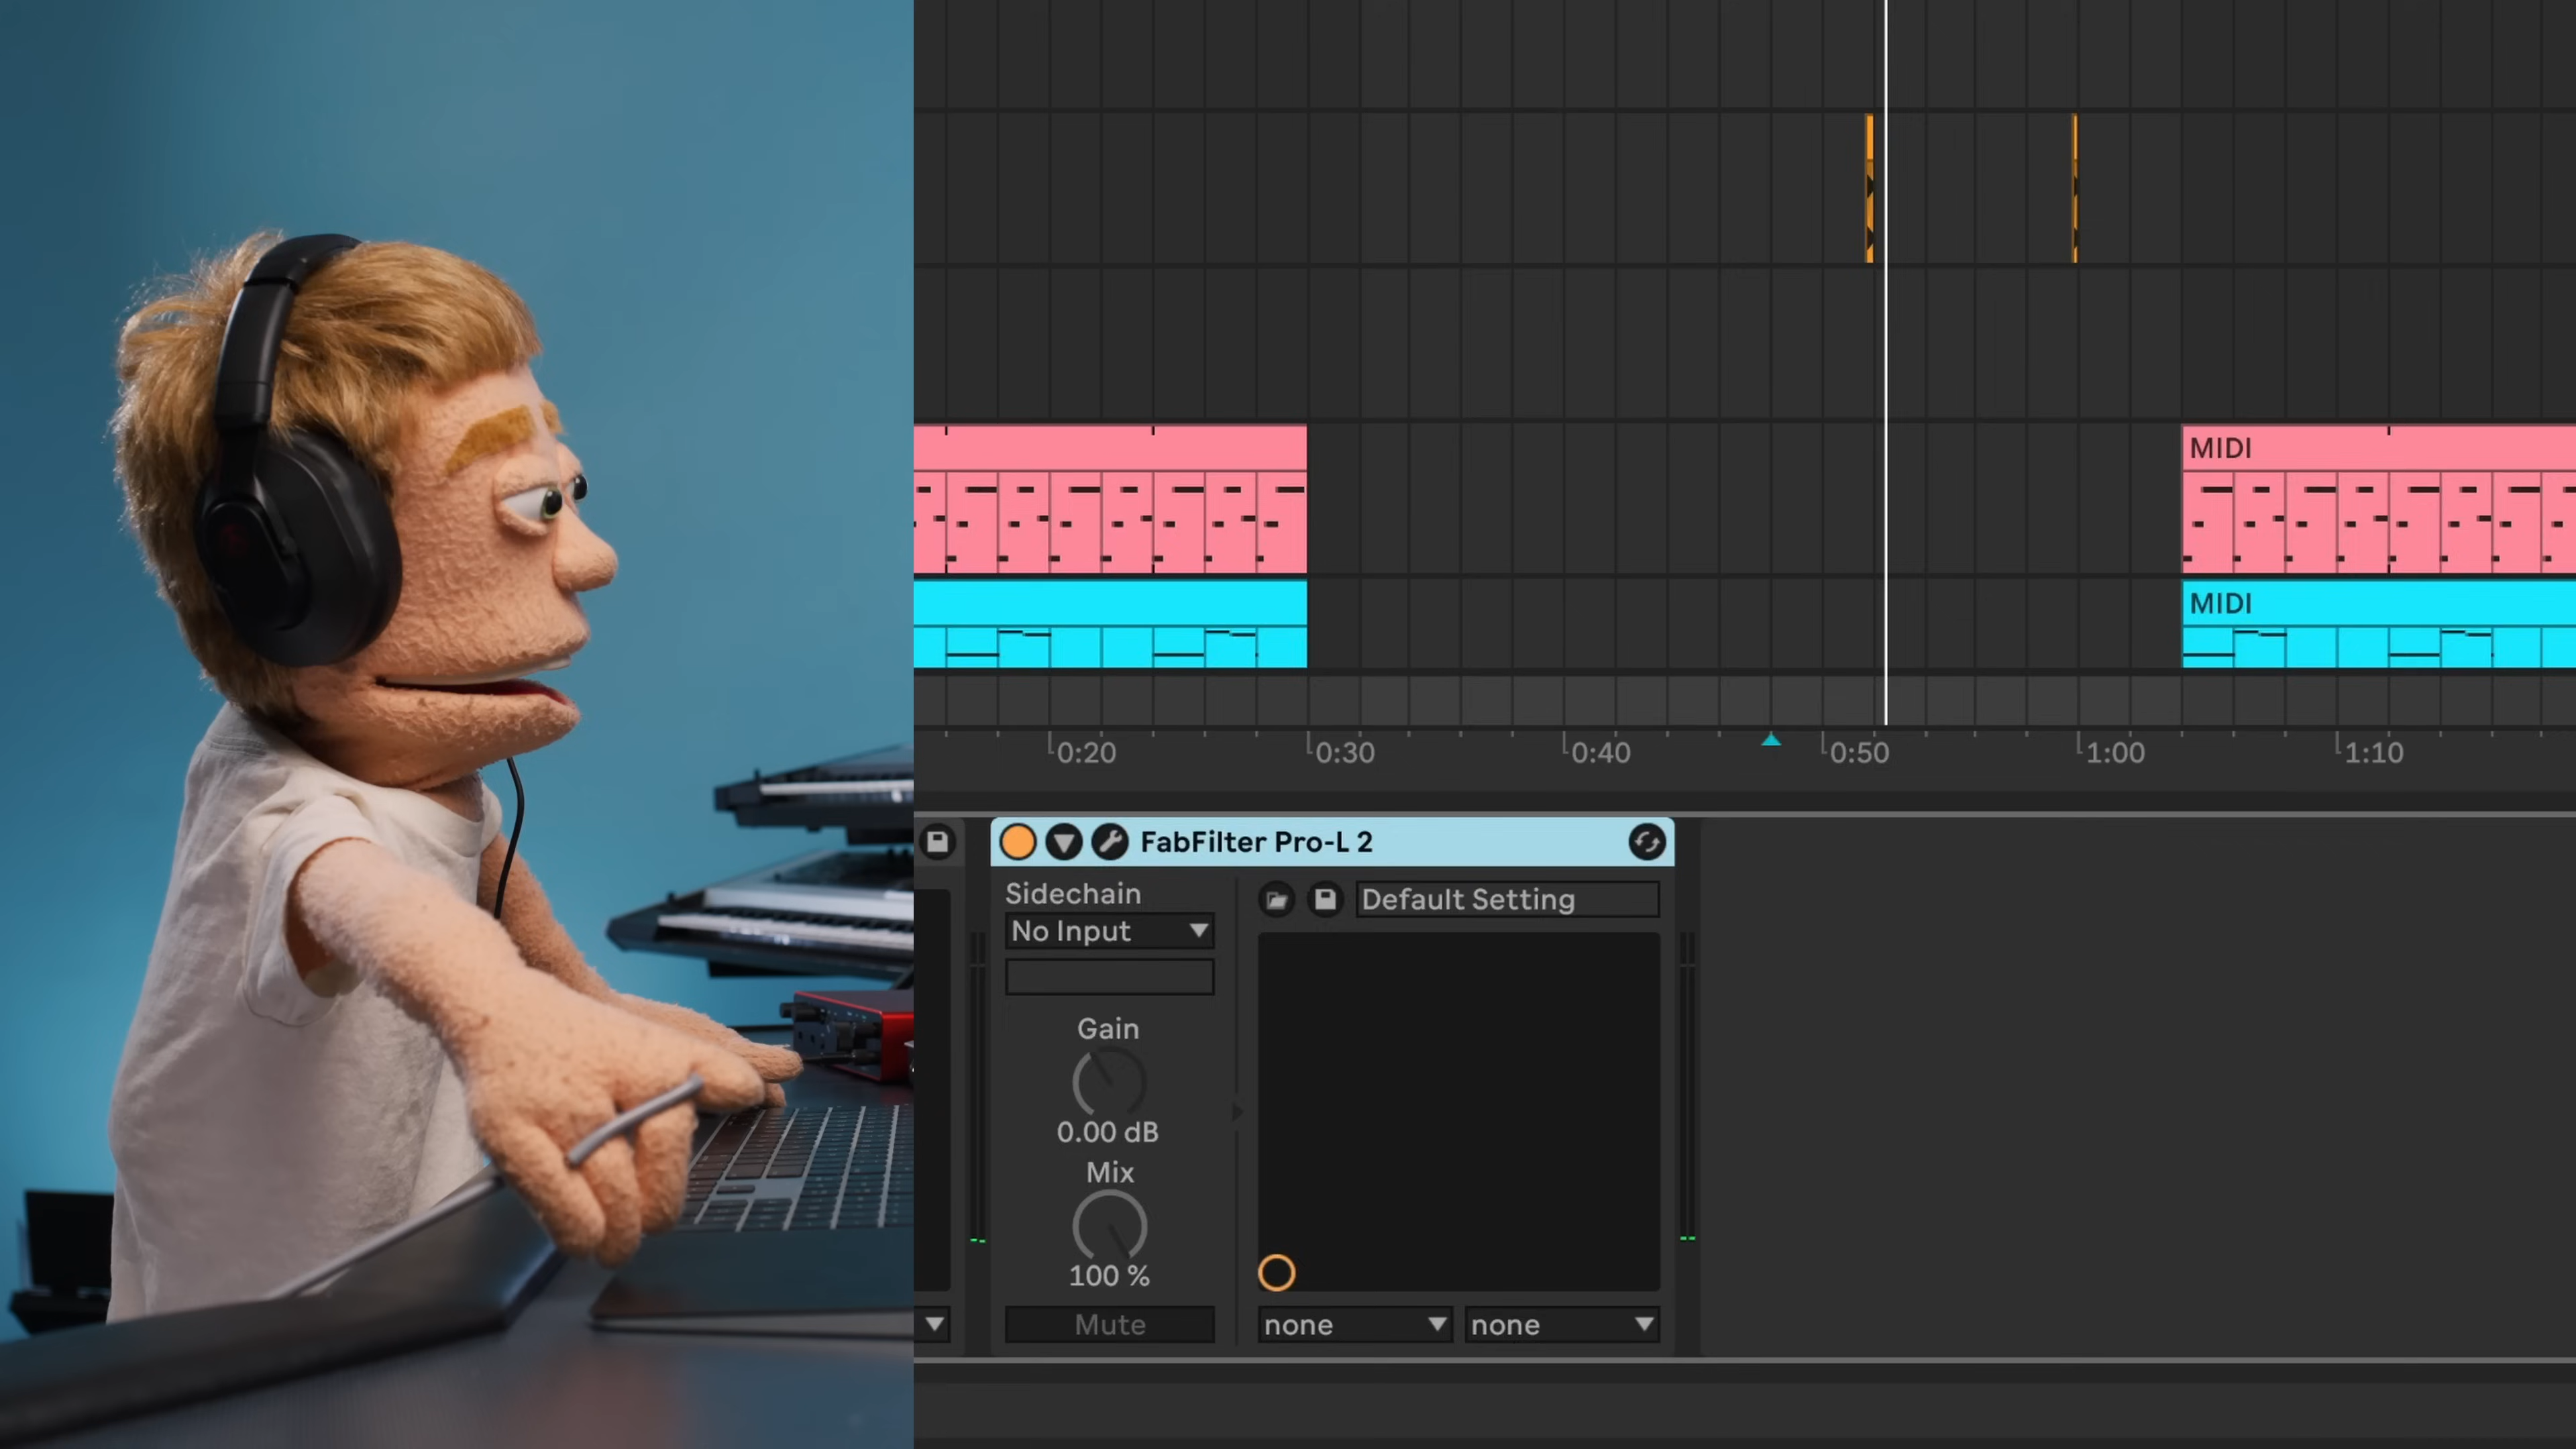 MIDI
MIDI
0:20 0:30 0:40 0:50 1:00 1:10
FabFilter Pro-L 2
Sidechain
No Input
Default Setting
Gain
0.00 dB
Mix
100 %
Mute
none none